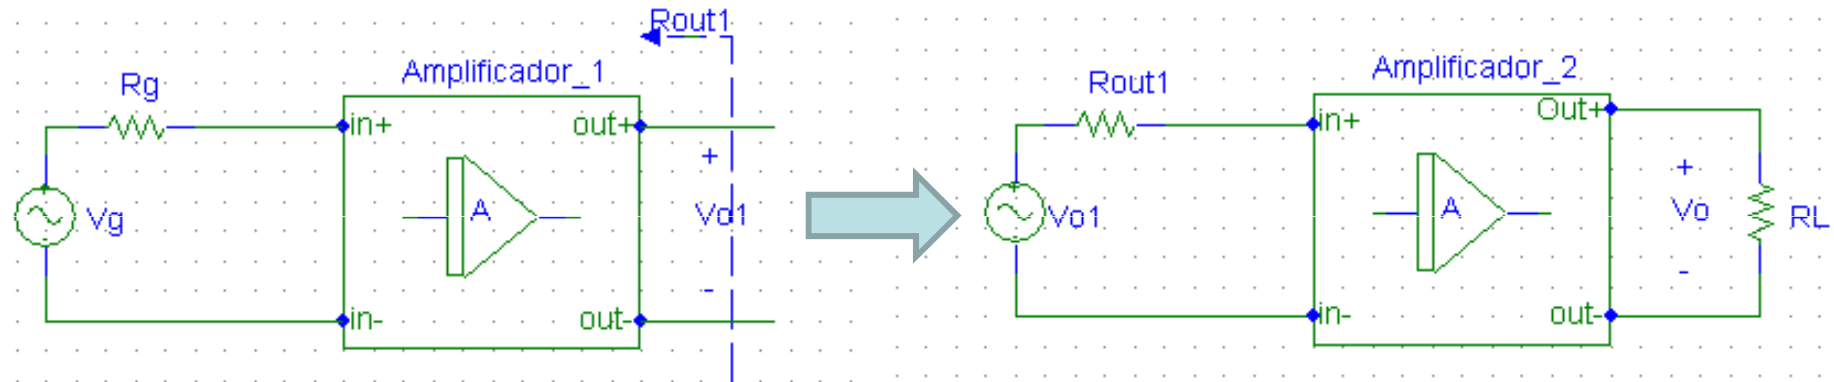 Rout1
Amplificador_1
Rg
in+
out+
+
A
Vg
Vo1
-
in-
out-
Amplificador_2
Rout1
in+
Out+
+
A
Vo1
Vo
RL
-
in-
out-